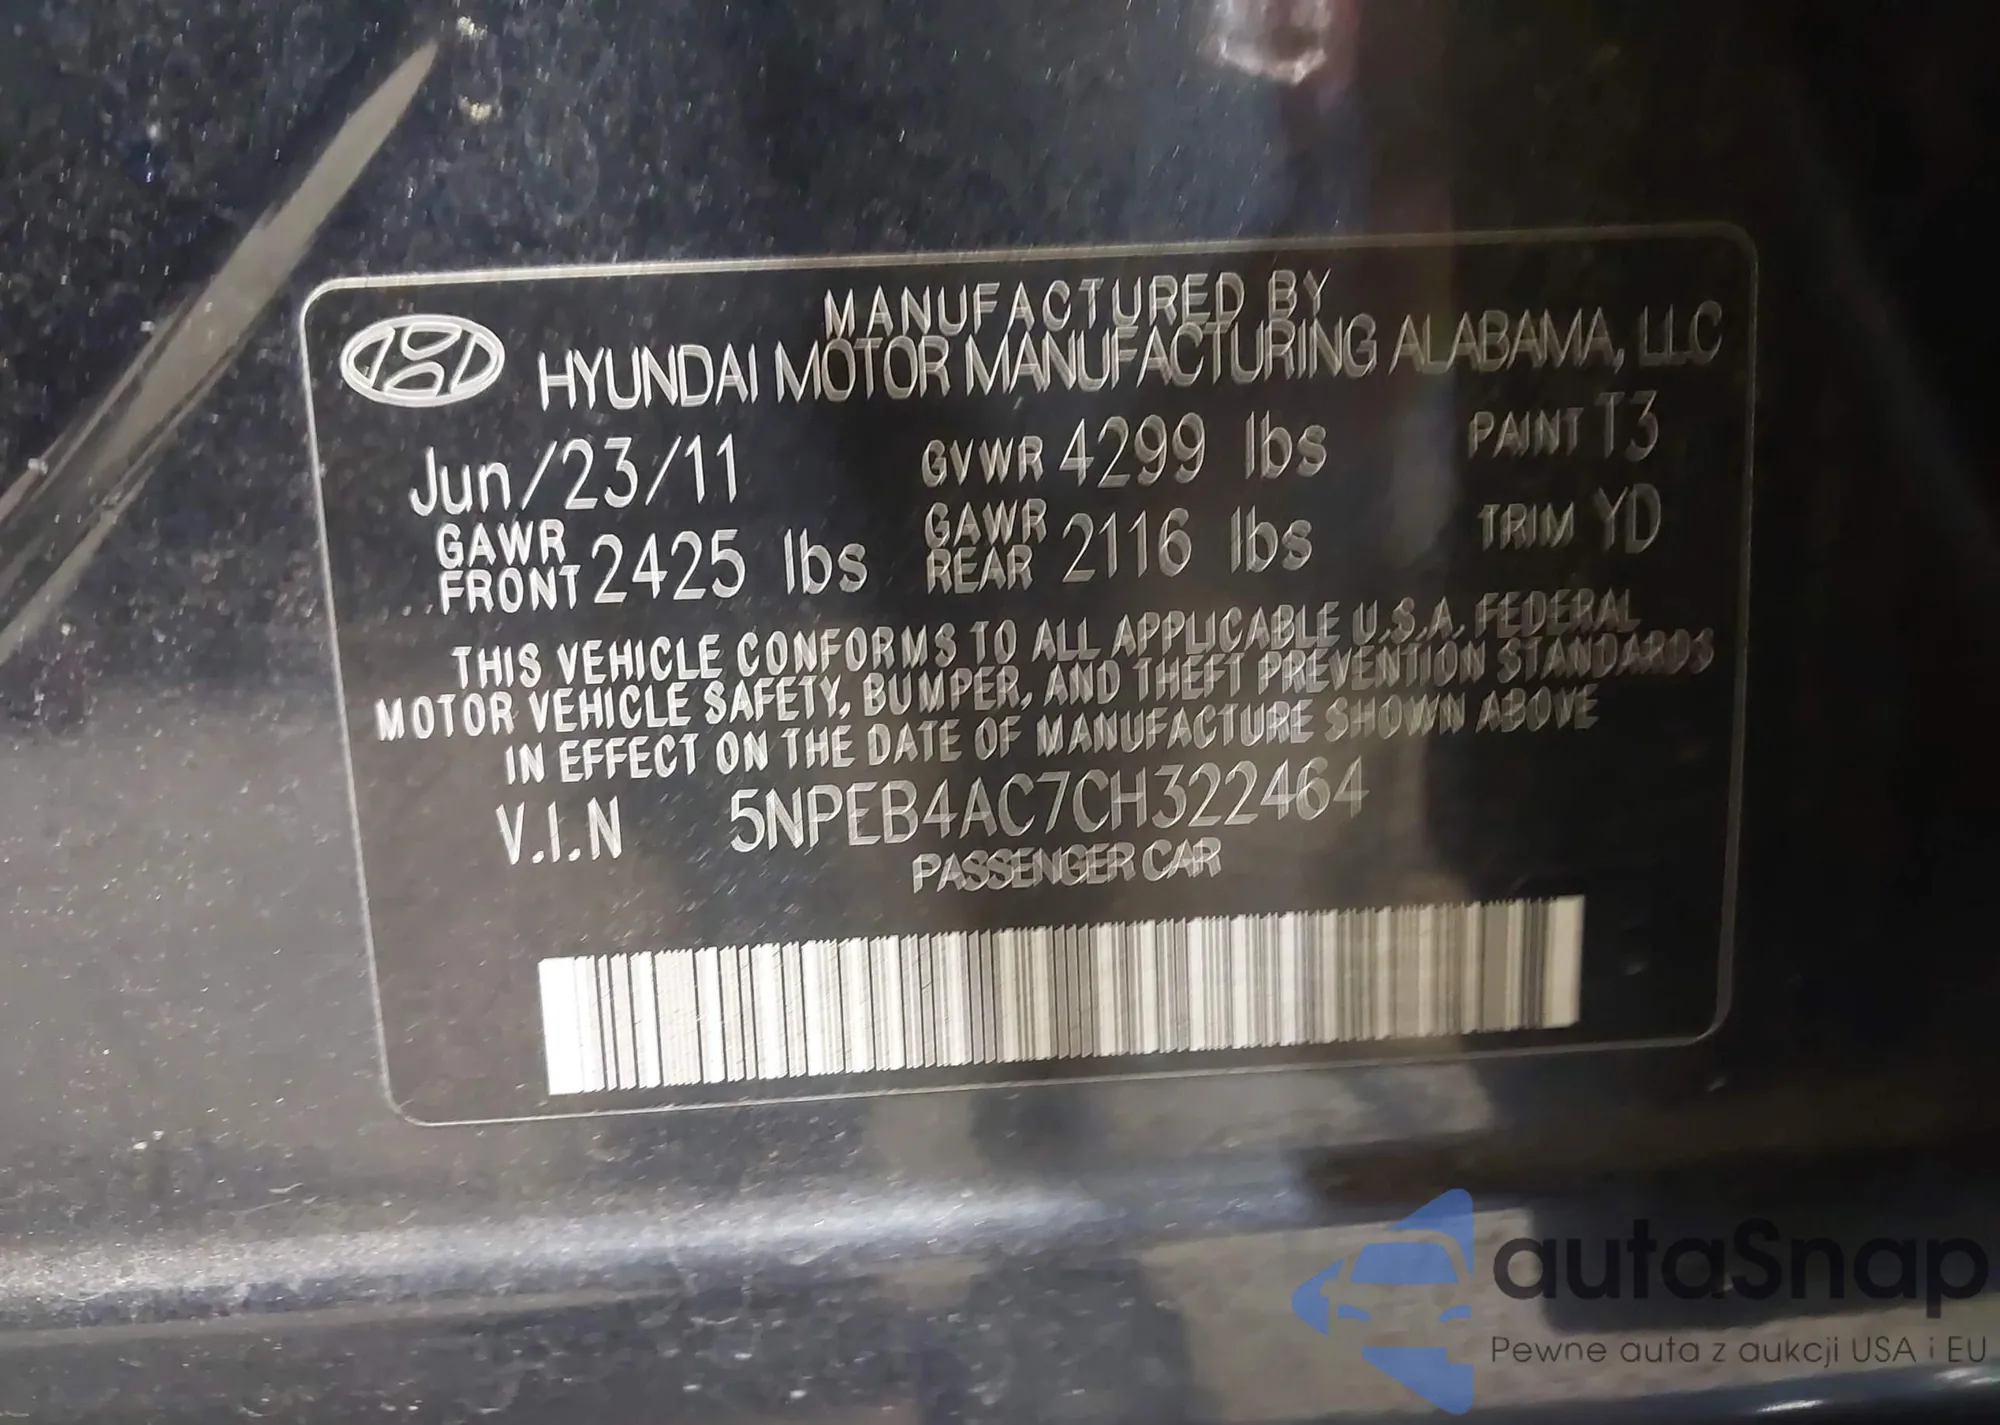 MANUFACTURED BY
HYUNDAI MOTOR MANUFACTURING ALABAMA, LLC
Jun/23/11 GVWR 4299 lbs PAINT T3
GAWR FRONT 2425 lbs GAWR REAR 2116 lbs TRIM YD
THIS VEHICLE CONFORMS TO ALL APPLICABLE U.S.A. FEDERAL
MOTOR VEHICLE SAFETY, BUMPER, AND THEFT PREVENTION STANDARDS
IN EFFECT ON THE DATE OF MANUFACTURE SHOWN ABOVE
V.I.N 5NPEB4AC7CH322464
PASSENGER CAR
autaSnap
Pewne auta z aukcji USA i EU